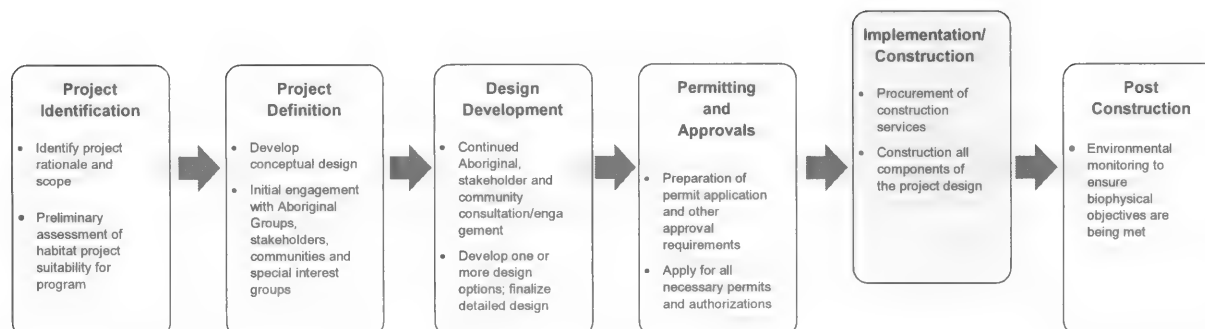 Project
Identification
• Identify project
rationale and
scope
• Preliminary
assessment of
habitat project
suitability for
program
Project
Definition
• Develop
conceptual design
• Initial engagement
with Aboriginal
Groups,
stakeholders,
communities and
special interest
groups
Design
Development
• Continued
Aboriginal,
stakeholder and
community
consultation/enga
gement
• Develop one or
more design
options; finalize
detailed design
Permitting
and
Approvals
• Preparation of
permit application
and other
approval
requirements
• Apply for all
necessary permits
and authorizations
Implementation/
Construction
• Procurement of
construction
services
• Construction all
components of
the project design
Post
Construction
• Environmental
monitoring to
ensure
biophysical
objectives are
being met